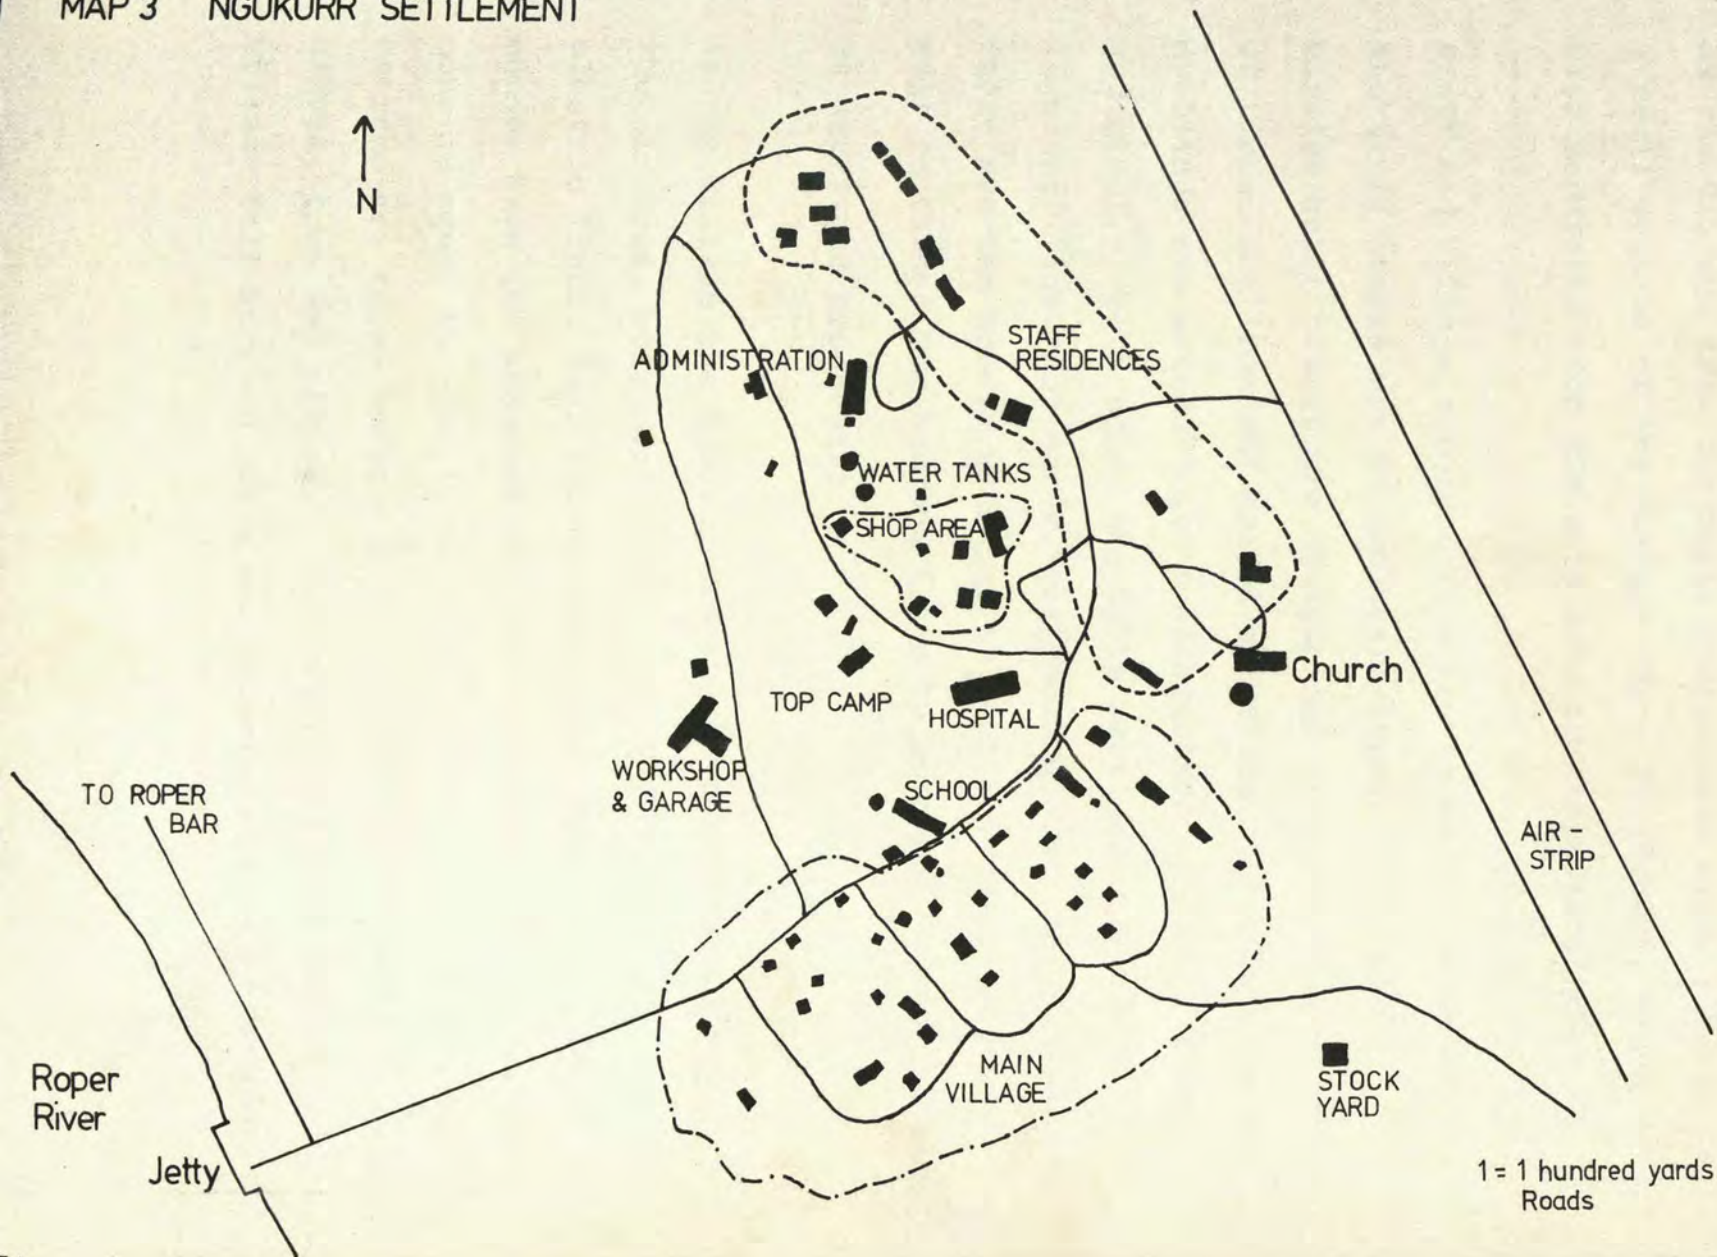 MAP 3 NGUKURR SETTLEMENT
N
STAFF
RESIDENCES
ADMINISTRATION
WATER TANKS
SHOP AREA
Church
TOP CAMP
HOSPITAL
WORKSHOP
& GARAGE
SCHOOL
TO ROPER
BAR
AIR -
STRIP
MAIN
VILLAGE
STOCK
YARD
Roper
River
Jetty
1 = 1 hundred yards
Roads